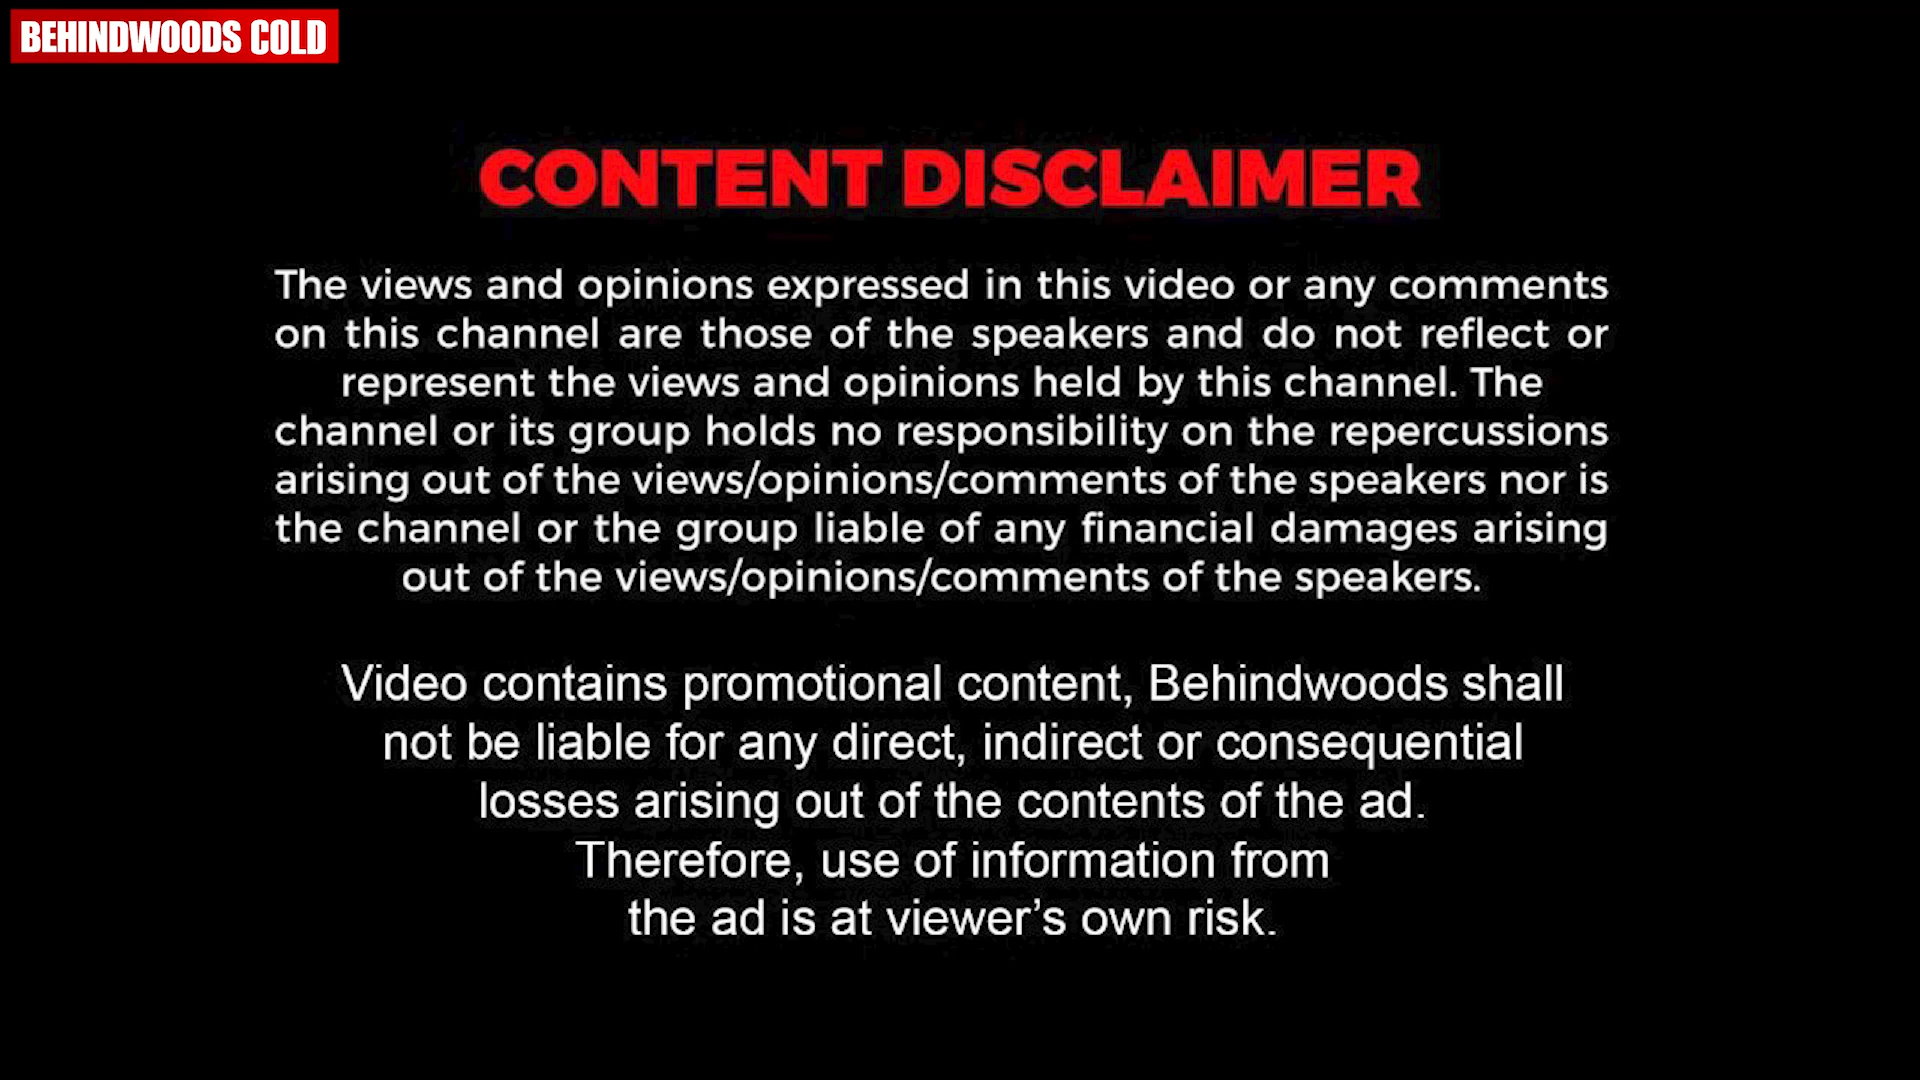 BEHINDWOODS COLD
CONTENT DISCLAIMER
The views and opinions expressed in this video or any comments
on this channel are those of the speakers and do not reflect or
represent the views and opinions held by this channel. The
channel or its group holds no responsibility on the repercussions
arising out of the views/opinions/comments of the speakers nor is
the channel or the group liable of any financial damages arising
out of the views/opinions/comments of the speakers.
Video contains promotional content, Behindwoods shall
not be liable for any direct, indirect or consequential
losses arising out of the contents of the ad.
Therefore, use of information from
the ad is at viewer’s own risk.